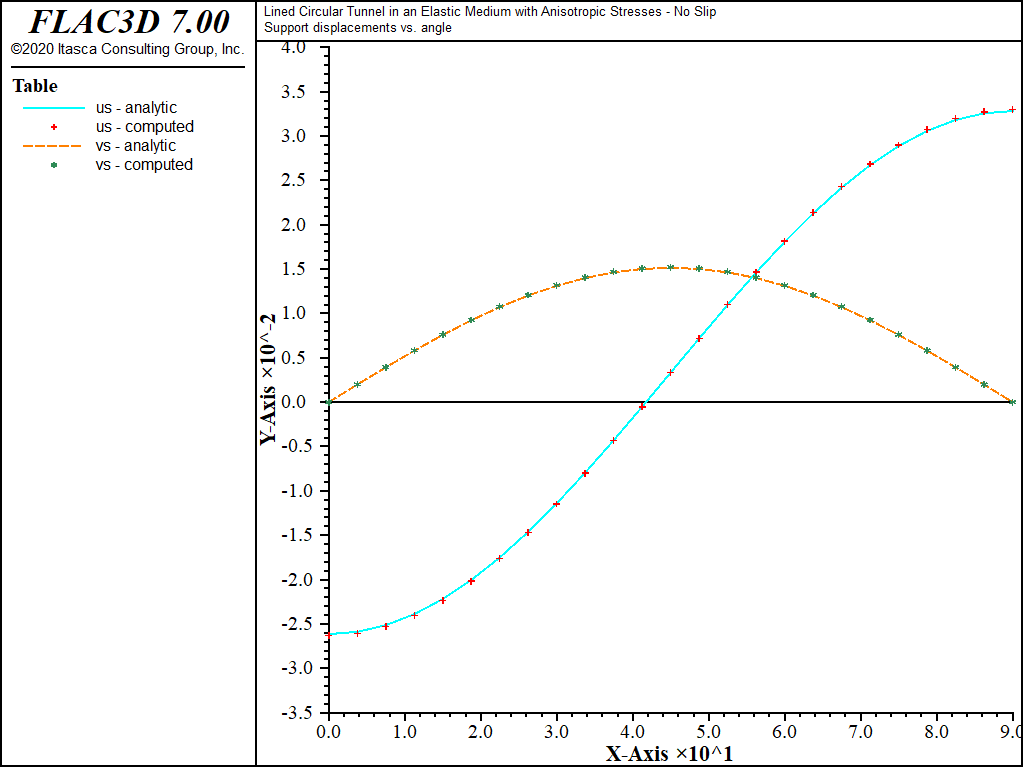 FLAC3D 7.00
©2020 Itasca Consulting Group, Inc.
Table
us - analytic
us - computed
vs - analytic
vs - computed
Lined Circular Tunnel in an Elastic Medium with Anisotropic Stresses - No Slip
Support displacements vs. angle
4.0
3.5
3.0
2.5
2.0
1.5
1.0
0.5
0.0
-0.5
-1.0
-1.5
-2.0
-2.5
-3.0
-3.5
Y-Axis ×10^-2
0.0 1.0 2.0 3.0 4.0 5.0 6.0 7.0 8.0 9.0
X-Axis ×10^1